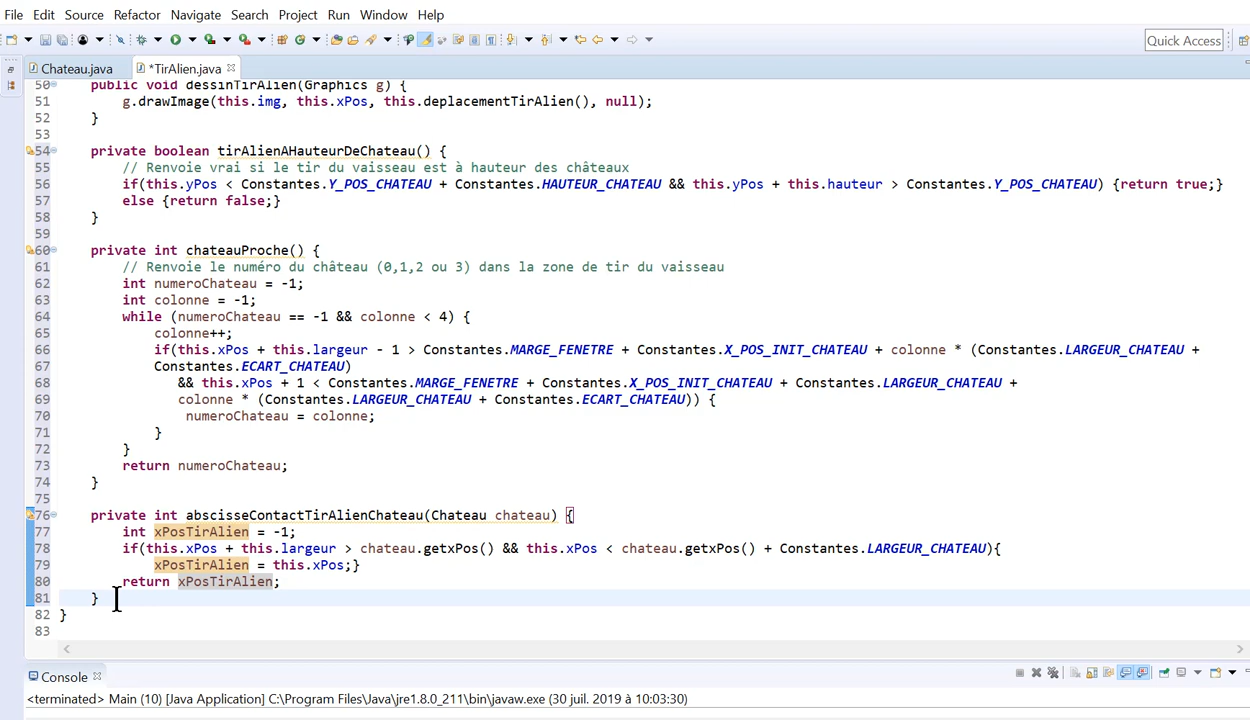 File Edit Source Refactor Navigate Search Project Run Window Help
Quick Access
Chateau.java *TirAlien.java
50 public void dessinTirAlien(Graphics g) {
51 g.drawImage(this.img, this.xPos, this.deplacementTirAlien(), null);
52 }
53
54 private boolean tirAlienAHauteurDeChateau() {
55 // Renvoie vrai si le tir du vaisseau est à hauteur des châteaux
56 if(this.yPos < Constantes.Y_POS_CHATEAU + Constantes.HAUTEUR_CHATEAU && this.yPos + this.hauteur > Constantes.Y_POS_CHATEAU) {return true;}
57 else {return false;}
58 }
59
60 private int chateauProche() {
61 // Renvoie le numéro du château (0,1,2 ou 3) dans la zone de tir du vaisseau
62 int numeroChateau = -1;
63 int colonne = -1;
64 while (numeroChateau == -1 && colonne < 4) {
65 colonne++;
66 if(this.xPos + this.largeur - 1 > Constantes.MARGE_FENETRE + Constantes.X_POS_INIT_CHATEAU + colonne * (Constantes.LARGEUR_CHATEAU +
67 Constantes.ECART_CHATEAU)
68 && this.xPos + 1 < Constantes.MARGE_FENETRE + Constantes.X_POS_INIT_CHATEAU + Constantes.LARGEUR_CHATEAU +
69 colonne * (Constantes.LARGEUR_CHATEAU + Constantes.ECART_CHATEAU)) {
70 numeroChateau = colonne;
71 }
72 }
73 return numeroChateau;
74 }
75
76 private int abscisseContactTirAlienChateau(Chateau chateau) {
77 int xPosTirAlien = -1;
78 if(this.xPos + this.largeur > chateau.getxPos() && this.xPos < chateau.getxPos() + Constantes.LARGEUR_CHATEAU){
79 xPosTirAlien = this.xPos;}
80 return xPosTirAlien;
81 }
82 }
83
Console
<terminated> Main (10) [Java Application] C:\Program Files\Java\jre1.8.0_211\bin\javaw.exe (30 juil. 2019 à 10:03:30)